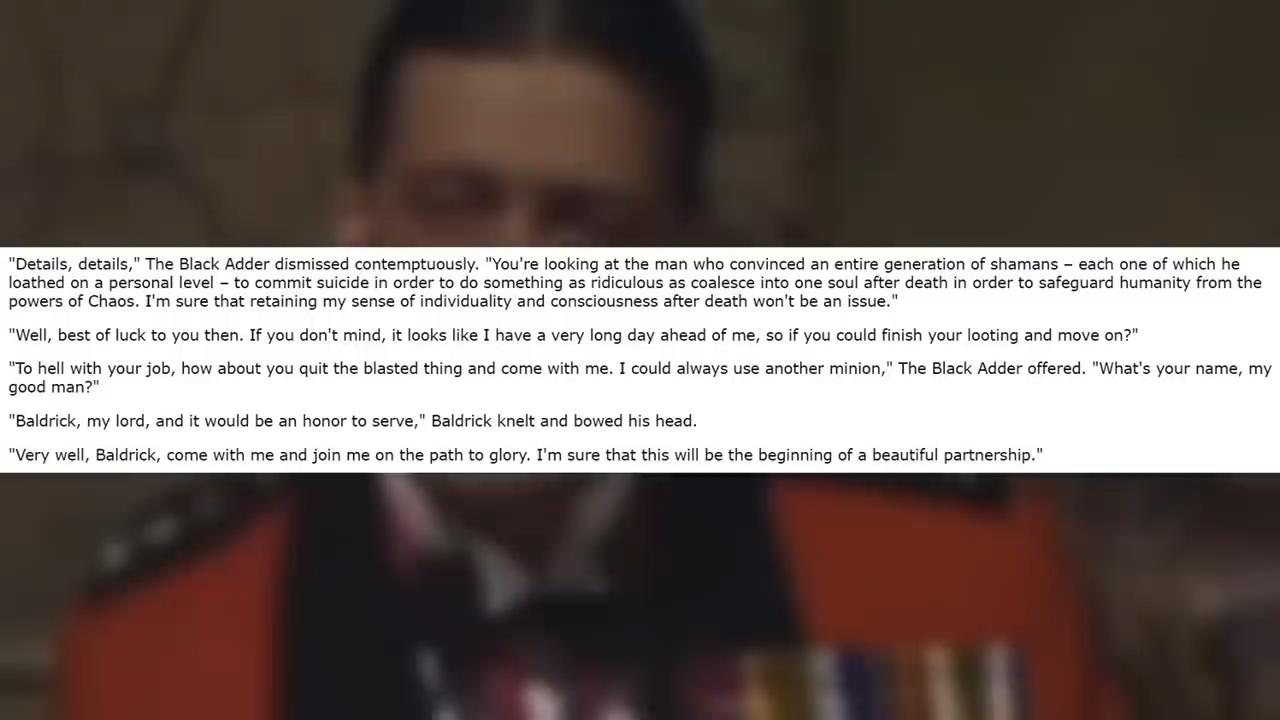 "Details, details," The Black Adder dismissed contemptuously. "You're looking at the man who convinced an entire generation of shamans – each one of which he
loathed on a personal level – to commit suicide in order to do something as ridiculous as coalesce into one soul after death in order to safeguard humanity from the
powers of Chaos. I'm sure that retaining my sense of individuality and consciousness after death won't be an issue."
"Well, best of luck to you then. If you don't mind, it looks like I have a very long day ahead of me, so if you could finish your looting and move on?"
"To hell with your job, how about you quit the blasted thing and come with me. I could always use another minion," The Black Adder offered. "What's your name, my
good man?"
"Baldrick, my lord, and it would be an honor to serve," Baldrick knelt and bowed his head.
"Very well, Baldrick, come with me and join me on the path to glory. I'm sure that this will be the beginning of a beautiful partnership."